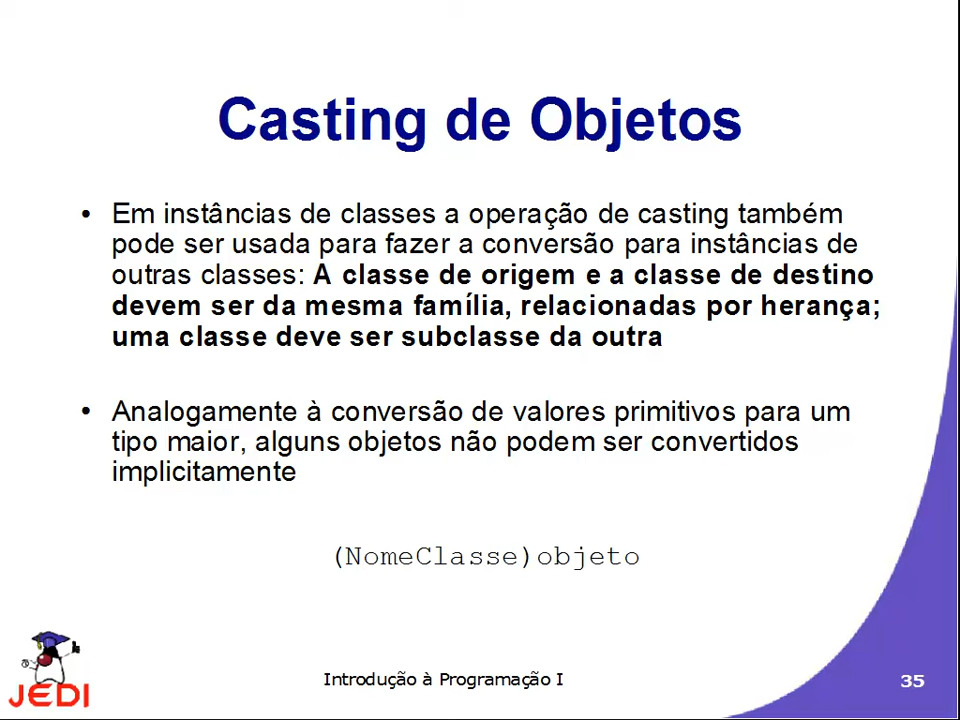 Casting de Objetos
• Em instâncias de classes a operação de casting também
pode ser usada para fazer a conversão para instâncias de
outras classes: A classe de origem e a classe de destino
devem ser da mesma família, relacionadas por herança;
uma classe deve ser subclasse da outra
• Analogamente à conversão de valores primitivos para um
tipo maior, alguns objetos não podem ser convertidos
implicitamente
(NomeClasse)objeto
JEDI
Introdução à Programação I
35